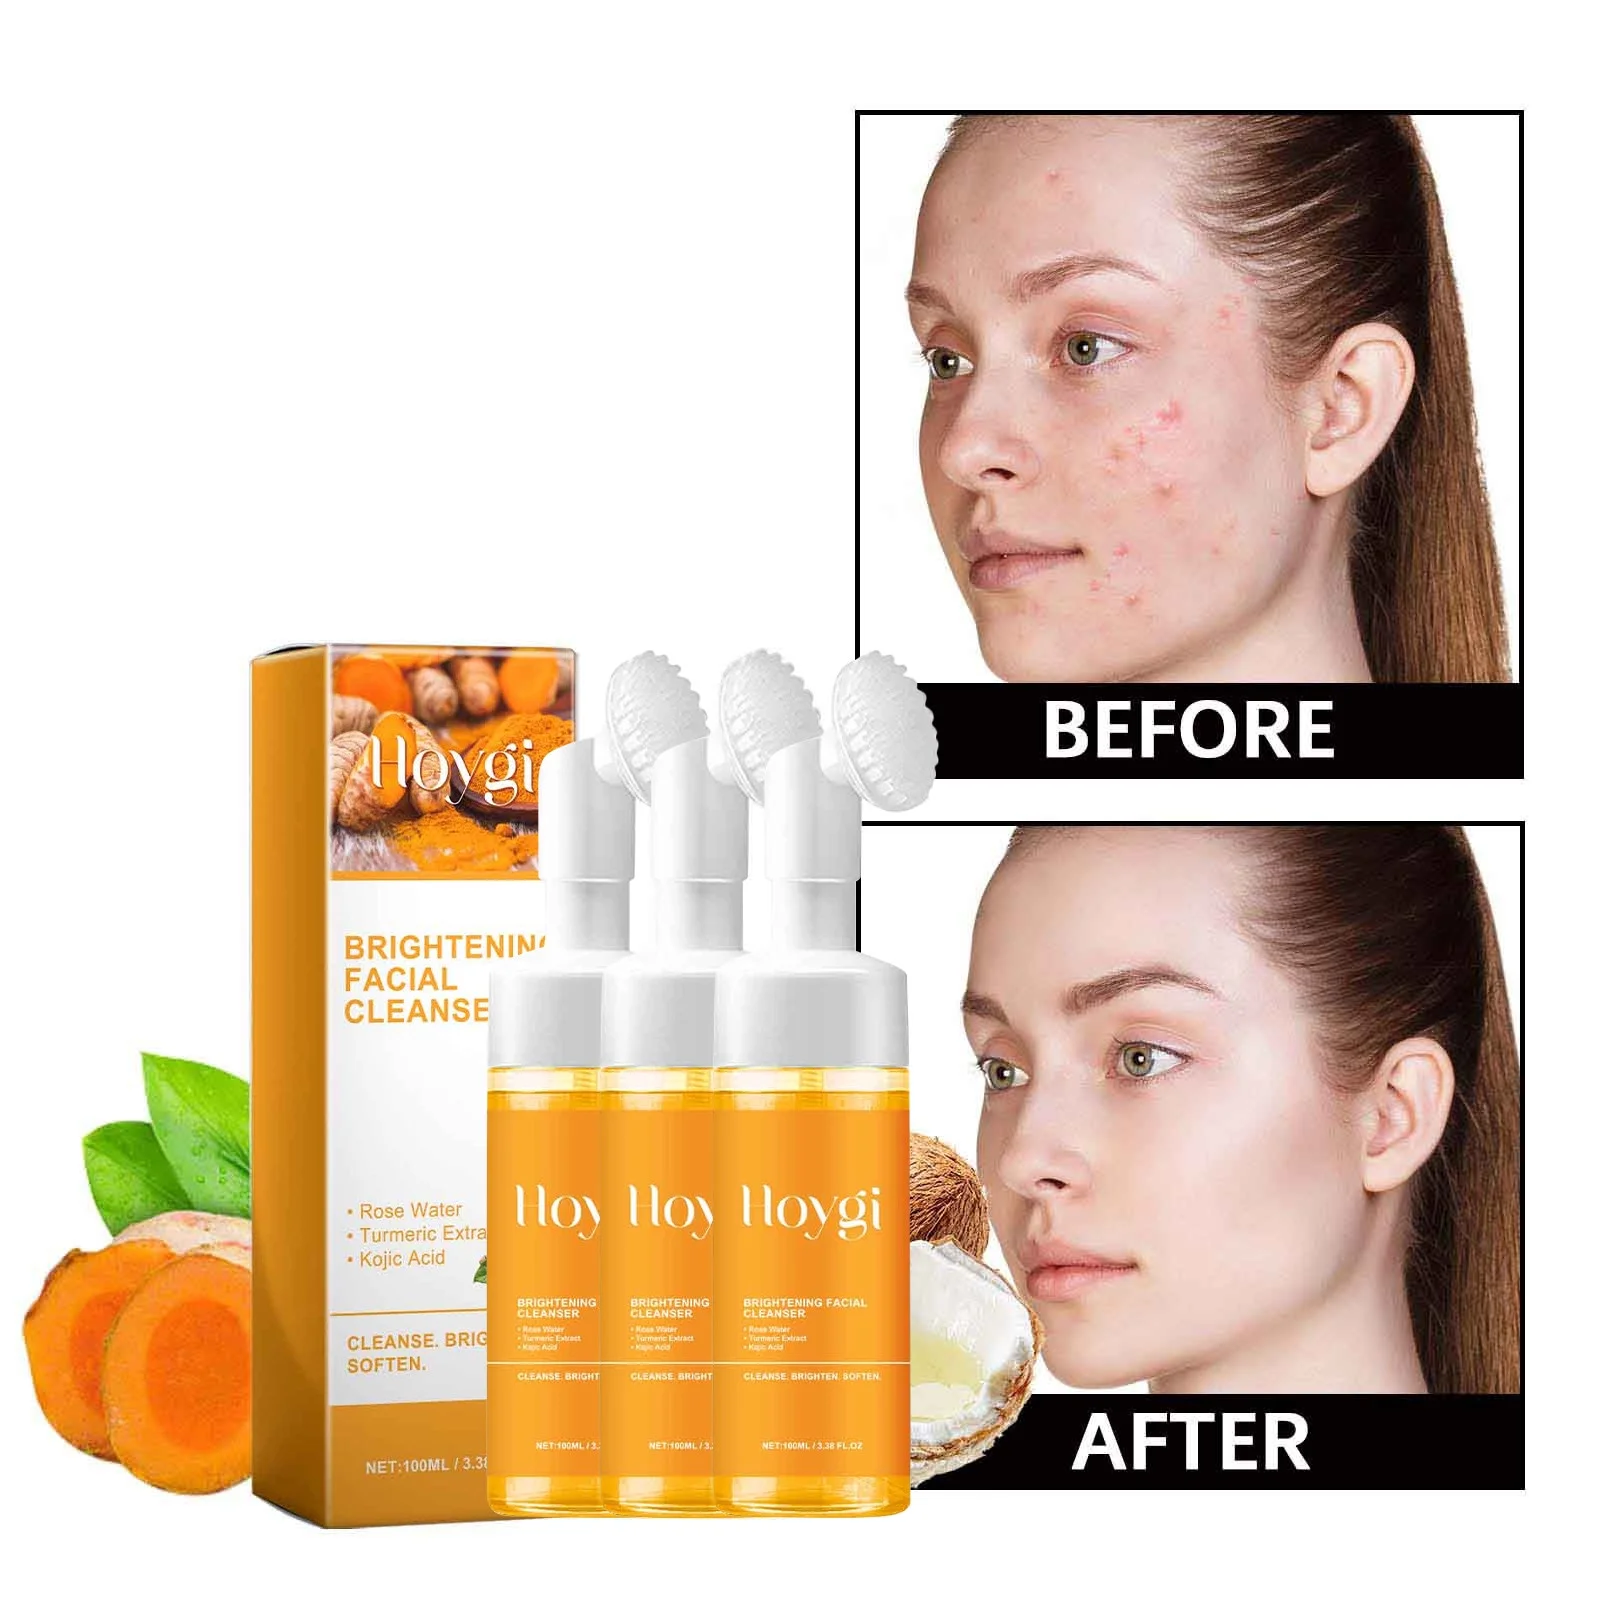 Hoygi
BRIGHTENING
FACIAL
CLEANSE
• Rose Water
• Turmeric Extra
• Kojic Acid
CLEANSE. BRIG
SOFTEN.
NET:100ML / 3.38
Hoy
BRIGHTENING
CLEANSER
• Rose Water
• Turmeric Extract
• Kojic Acid
CLEANSE. BRIGHT
NET:100ML / 3.
Hoy
BRIGHTENING
CLEANSER
• Rose Water
• Turmeric Extract
• Kojic Acid
CLEANSE. BRIGHT
NET:100ML / 3.
Hoygi
BRIGHTENING FACIAL
CLEANSER
• Rose Water
• Turmeric Extract
• Kojic Acid
CLEANSE. BRIGHTEN. SOFTEN.
NET:100ML / 3.38 FL.OZ
BEFORE
AFTER